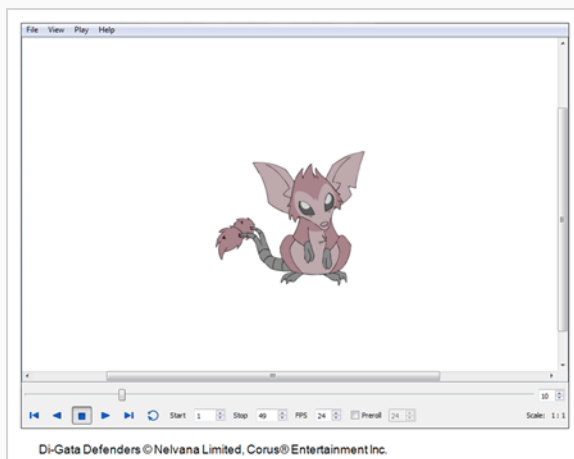 File View Play Help
10
Start 1 Stop 49 FPS 24 Preroll 24 Scale: 1: 1
Di-Gata Defenders © Nelvana Limited, Corus® Entertainment Inc.